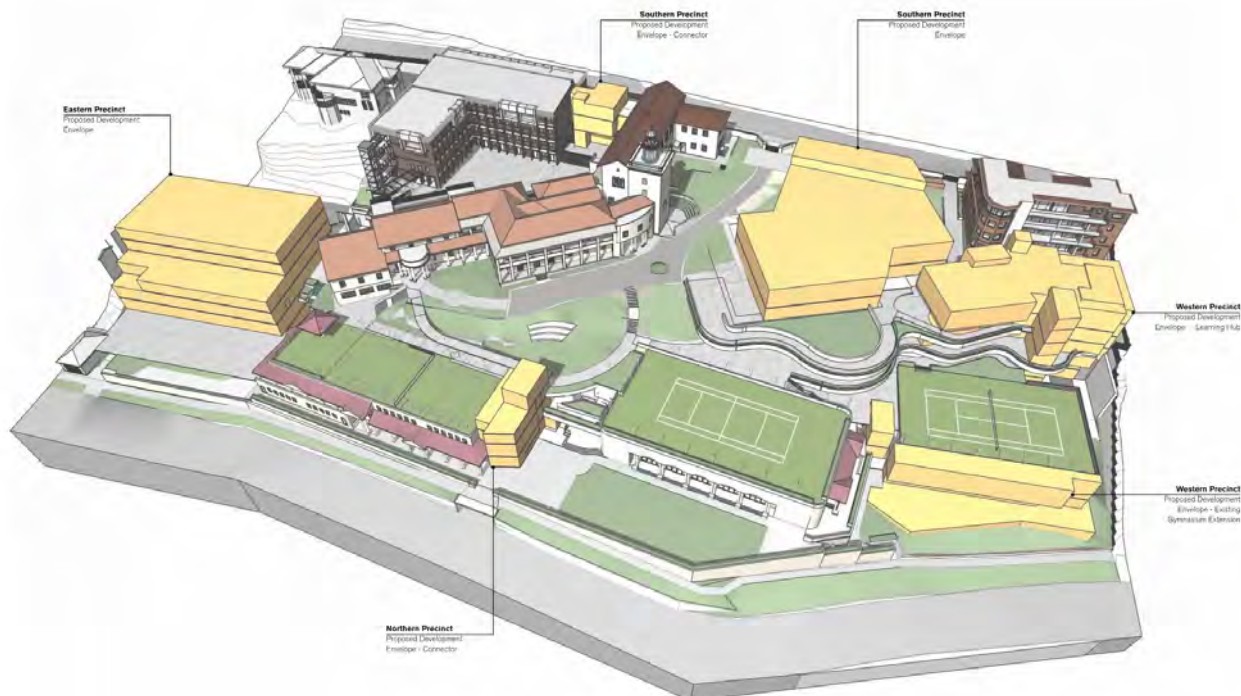 Southern Precinct
Proposed Development
Envelope - Connector
Southern Precinct
Proposed Development
Envelope
Eastern Precinct
Proposed Development
Envelope
Western Precinct
Proposed Development
Envelope - Learning Hub
Western Precinct
Proposed Development
Envelope - Existing
Gymnasium Extension
Northern Precinct
Proposed Development
Envelope - Connector